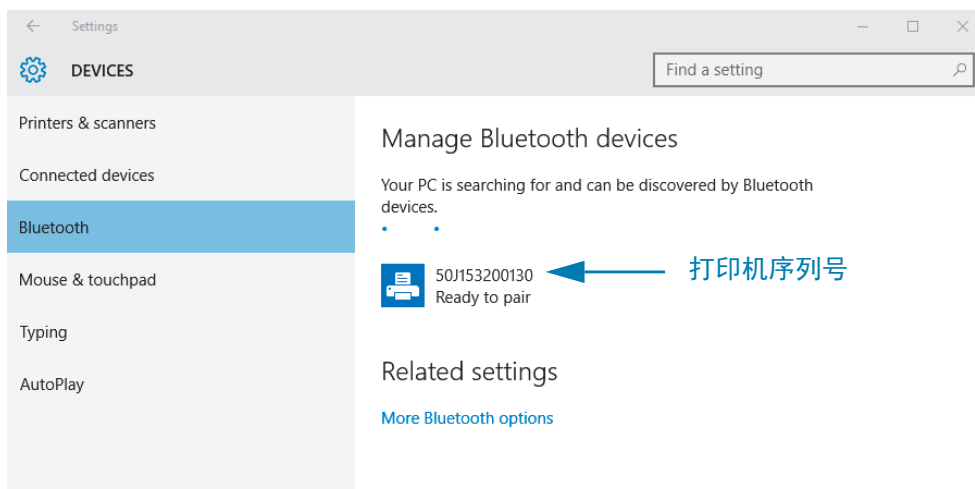 Settings
DEVICES
Find a setting
Printers & scanners
Connected devices
Bluetooth
Mouse & touchpad
Typing
AutoPlay
Manage Bluetooth devices
Your PC is searching for and can be discovered by Bluetooth
devices.
50J153200130
打印机序列号
Ready to pair
Related settings
More Bluetooth options